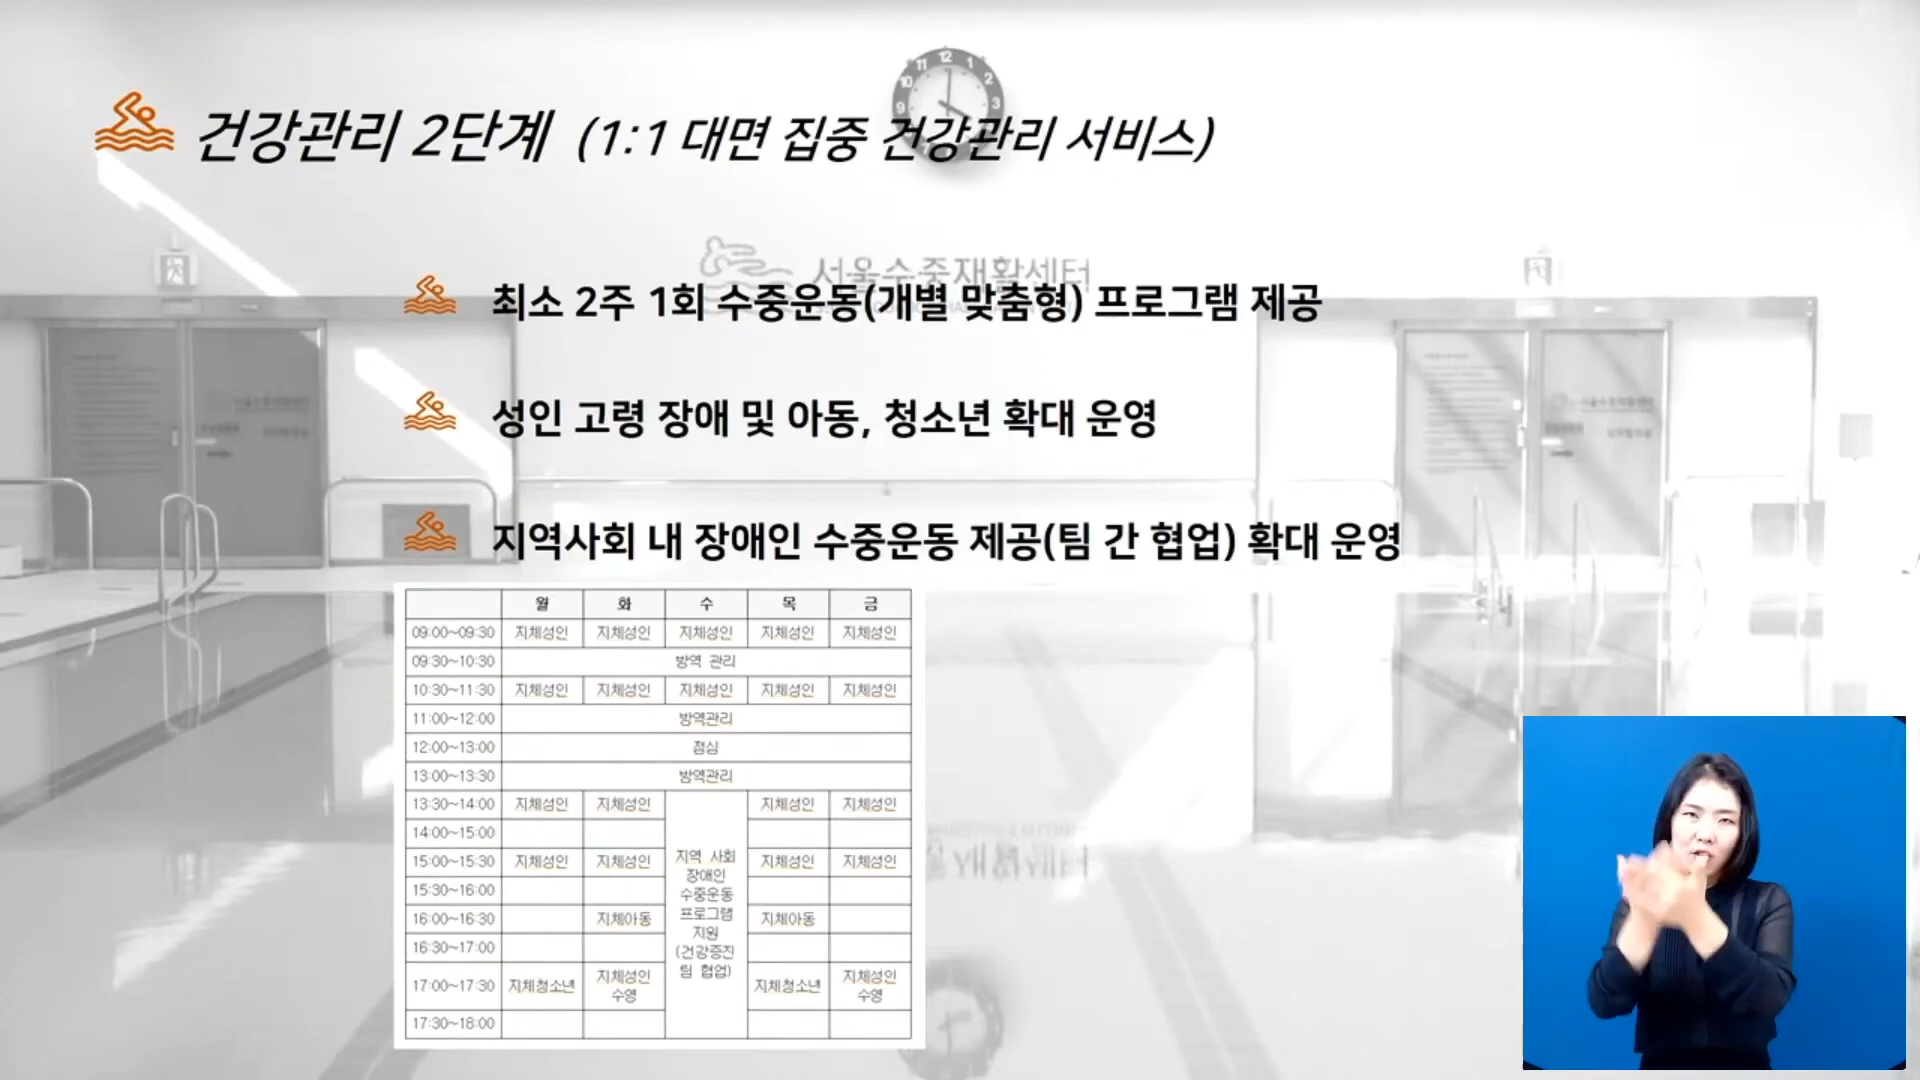 건강관리 2단계 (1:1 대면 집중 건강관리 서비스)
서울수중재활센터
최소 2주 1회 수중운동(개별 맞춤형) 프로그램 제공
성인 고령 장애 및 아동, 청소년 확대 운영
지역사회 내 장애인 수중운동 제공(팀 간 협업) 확대 운영
월 화 수 목 금
09:00~09:30 지체성인 지체성인 지체성인 지체성인 지체성인
09:30~10:30 방역 관리
10:30~11:30 지체성인 지체성인 지체성인 지체성인 지체성인
11:00~12:00 방역관리
12:00~13:00 점심
13:00~13:30 방역관리
13:30~14:00 지체성인 지체성인 지체성인 지체성인
14:00~15:00
15:00~15:30 지체성인 지체성인 지체성인 지체성인
15:30~16:00
16:00~16:30 지체아동 지체아동
16:30~17:00
17:00~17:30 지체청소년 지체성인 수영 지체청소년 지체성인 수영
17:30~18:00
지역 사회
장애인
수중운동
프로그램
지원
(건강증진
팀 협업)